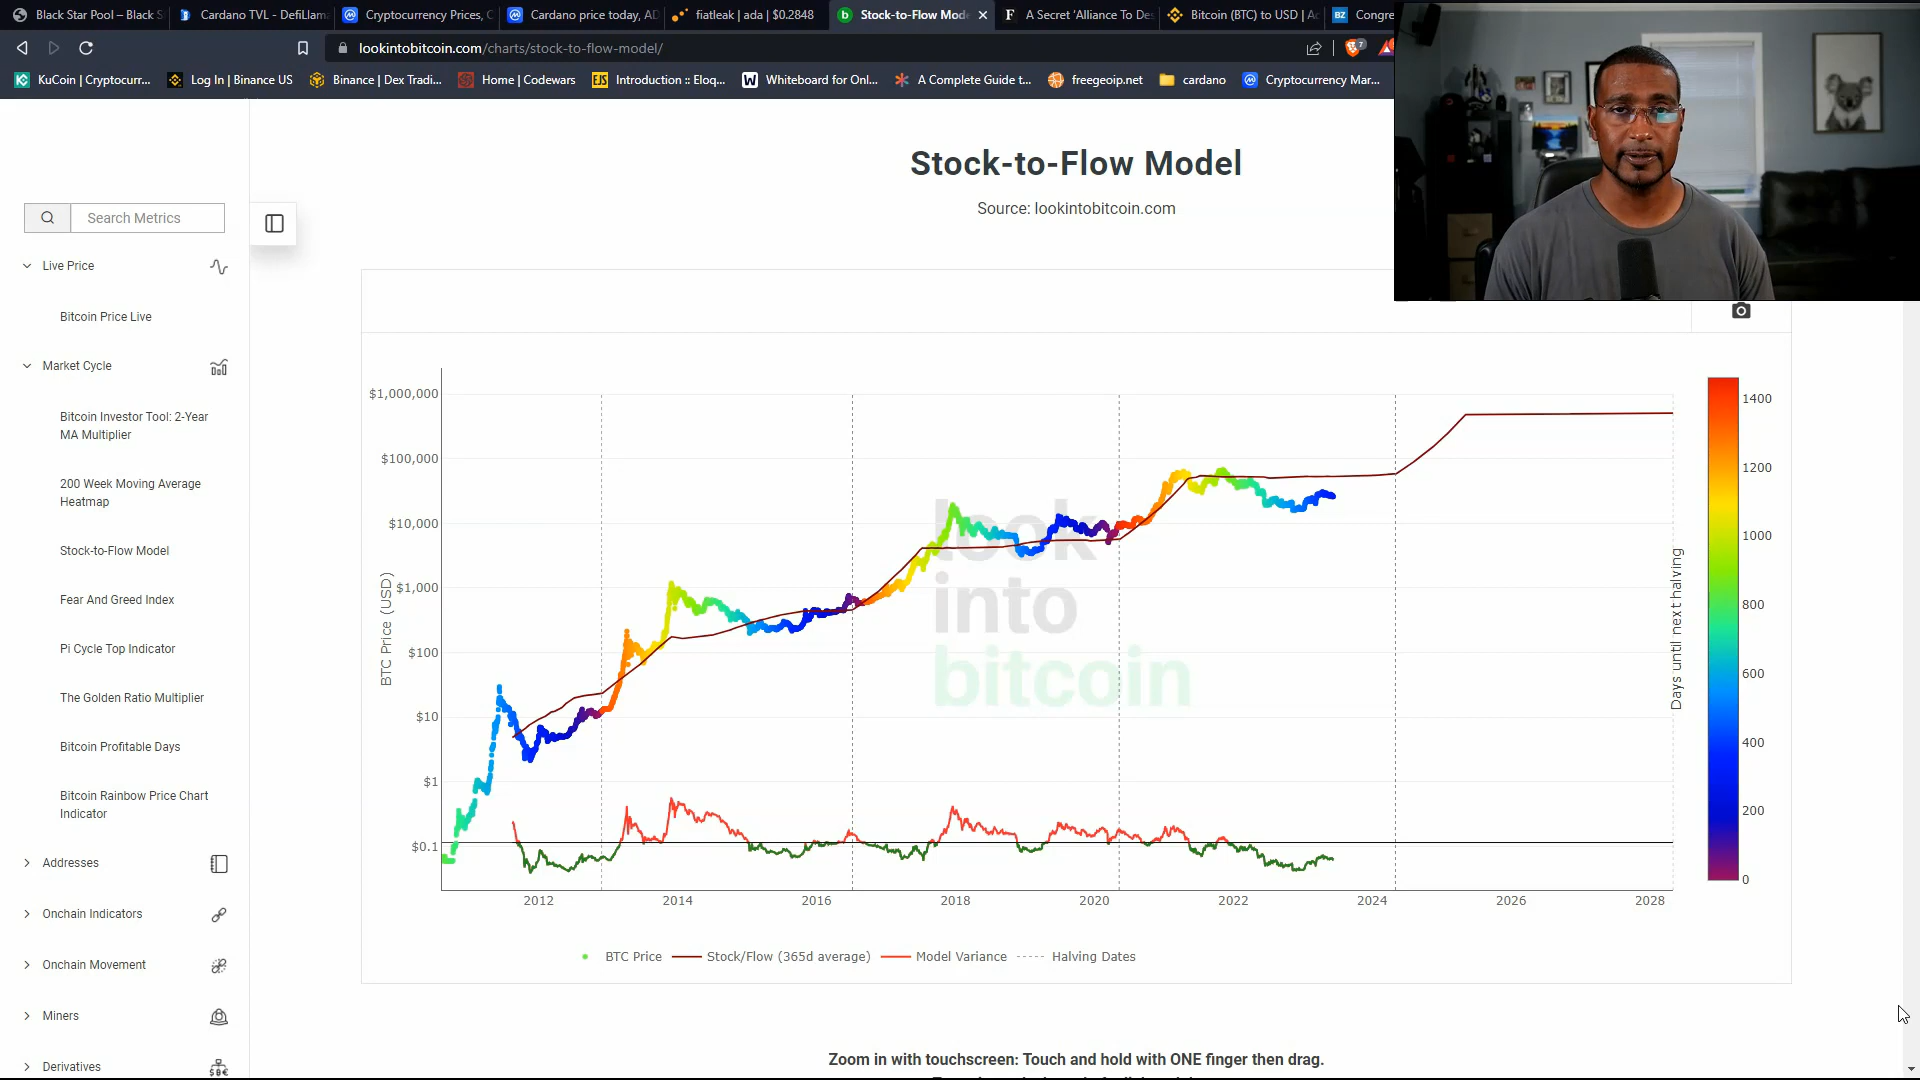 Black Star Pool – Black S
Cardano TVL - DefiLlama
Cryptocurrency Prices, C
Cardano price today, AD
fiatleak | ada | $0.2848
Stock-to-Flow Mode
A Secret 'Alliance To De
Bitcoin (BTC) to USD | A
BZ
Congre
lookintobitcoin.com/charts/stock-to-flow-model/
7
KuCoin | Cryptocurr...
Log In | Binance US
Binance | Dex Tradi...
Home | Codewars
EJS
Introduction :: Eloq...
W
Whiteboard for Onl...
A Complete Guide t...
freegeoip.net
cardano
Cryptocurrency Mar...
Stock-to-Flow Model
Source: lookintobitcoin.com
Search Metrics
Live Price
Bitcoin Price Live
Market Cycle
Bitcoin Investor Tool: 2-Year
MA Multiplier
200 Week Moving Average
Heatmap
Stock-to-Flow Model
Fear And Greed Index
Pi Cycle Top Indicator
The Golden Ratio Multiplier
Bitcoin Profitable Days
Bitcoin Rainbow Price Chart
Indicator
Addresses
Onchain Indicators
Onchain Movement
Miners
Derivatives
BTC Price (USD)
$1,000,000
$100,000
$10,000
$1,000
$100
$10
$1
$0.1
look
into
bitcoin
2012
2014
2016
2018
2020
2022
2024
2026
2028
Days until next halving
1400
1200
1000
800
600
400
200
0
BTC Price
Stock/Flow (365d average)
Model Variance
Halving Dates
Zoom in with touchscreen: Touch and hold with ONE finger then drag.